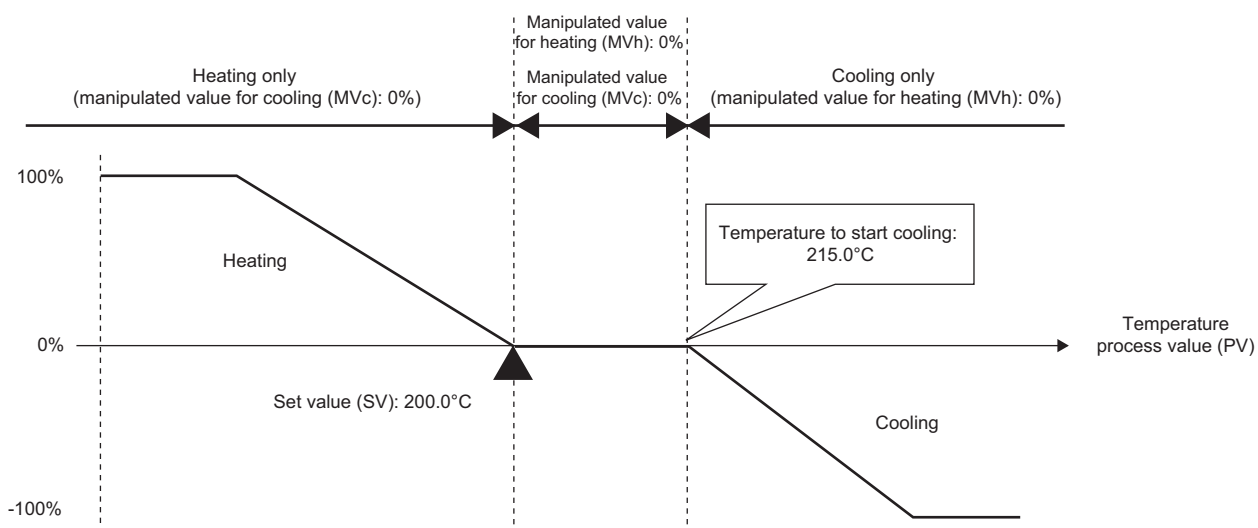 Manipulated value
for heating (MVh): 0%
Heating only
(manipulated value for cooling (MVc): 0%)
Manipulated value
for cooling (MVc): 0%
Cooling only
(manipulated value for heating (MVh): 0%)
100%
Temperature to start cooling:
215.0°C
Heating
Temperature
process value (PV)
0%
Set value (SV): 200.0°C
Cooling
-100%